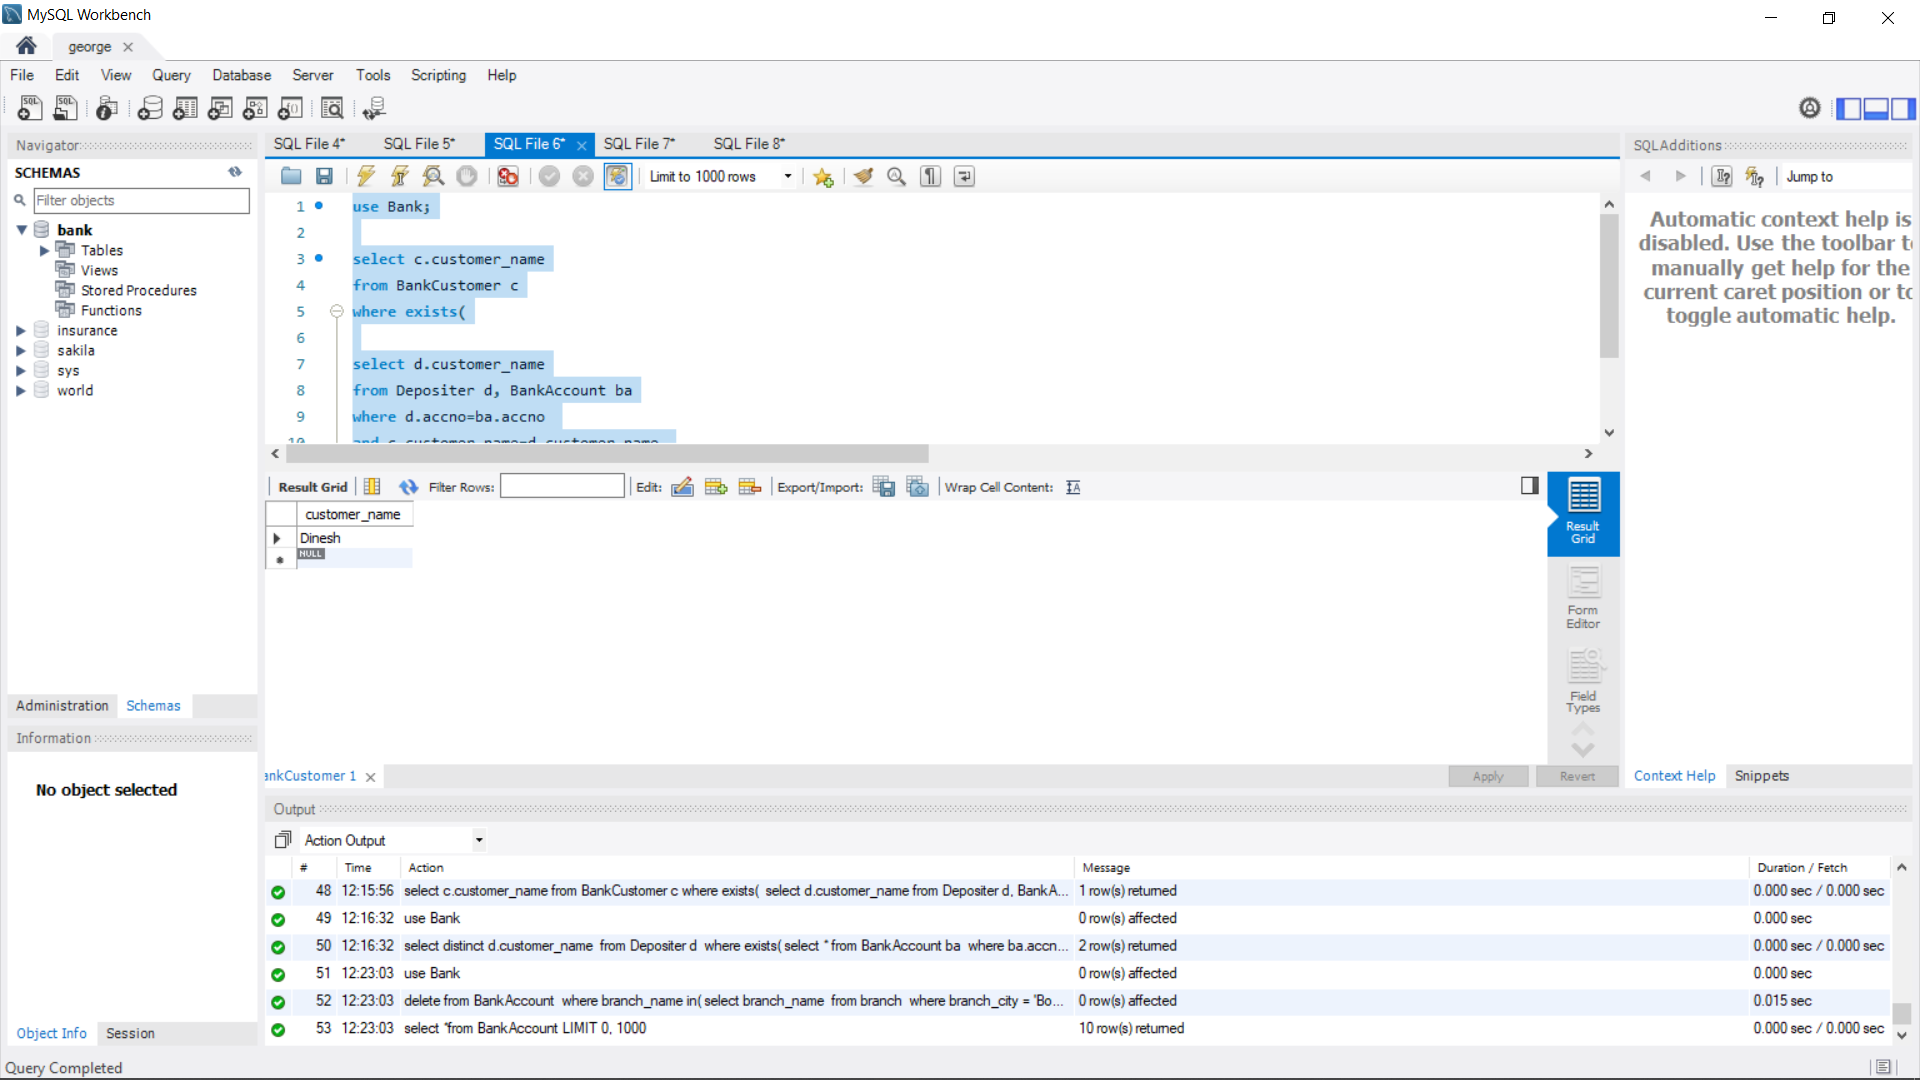 MySQL Workbench
george
File Edit View Query Database Server Tools Scripting Help
Navigator
SCHEMAS
Filter objects
bank
Tables
Views
Stored Procedures
Functions
insurance
sakila
sys
world
Administration Schemas
Information
No object selected
Object Info Session
SQL File 4* SQL File 5* SQL File 6* SQL File 7* SQL File 8*
Limit to 1000 rows
1 use Bank;
2
3 select c.customer_name
4 from BankCustomer c
5 where exists(
6
7 select d.customer_name
8 from Depositer d, BankAccount ba
9 where d.accno=ba.accno
10 and c.customer_name=d.customer_name
Result Grid Filter Rows: Edit: Export/Import: Wrap Cell Content:
customer_name
Dinesh
NULL
Result
Grid
Form
Editor
Field
Types
ankCustomer 1
Apply Revert
SQLAdditions
Jump to
Automatic context help is
disabled. Use the toolbar t
manually get help for the
current caret position or to
toggle automatic help.
Context Help Snippets
Output
Action Output
# Time Action Message Duration / Fetch
48 12:15:56 select c.customer_name from BankCustomer c where exists( select d.customer_name from Depositer d, BankA... 1 row(s) returned 0.000 sec / 0.000 sec
49 12:16:32 use Bank 0 row(s) affected 0.000 sec
50 12:16:32 select distinct d.customer_name from Depositer d where exists( select * from BankAccount ba where ba.accn... 2 row(s) returned 0.000 sec / 0.000 sec
51 12:23:03 use Bank 0 row(s) affected 0.000 sec
52 12:23:03 delete from BankAccount where branch_name in( select branch_name from branch where branch_city = 'Bo... 0 row(s) affected 0.015 sec
53 12:23:03 select *from BankAccount LIMIT 0, 1000 10 row(s) returned 0.000 sec / 0.000 sec
Query Completed